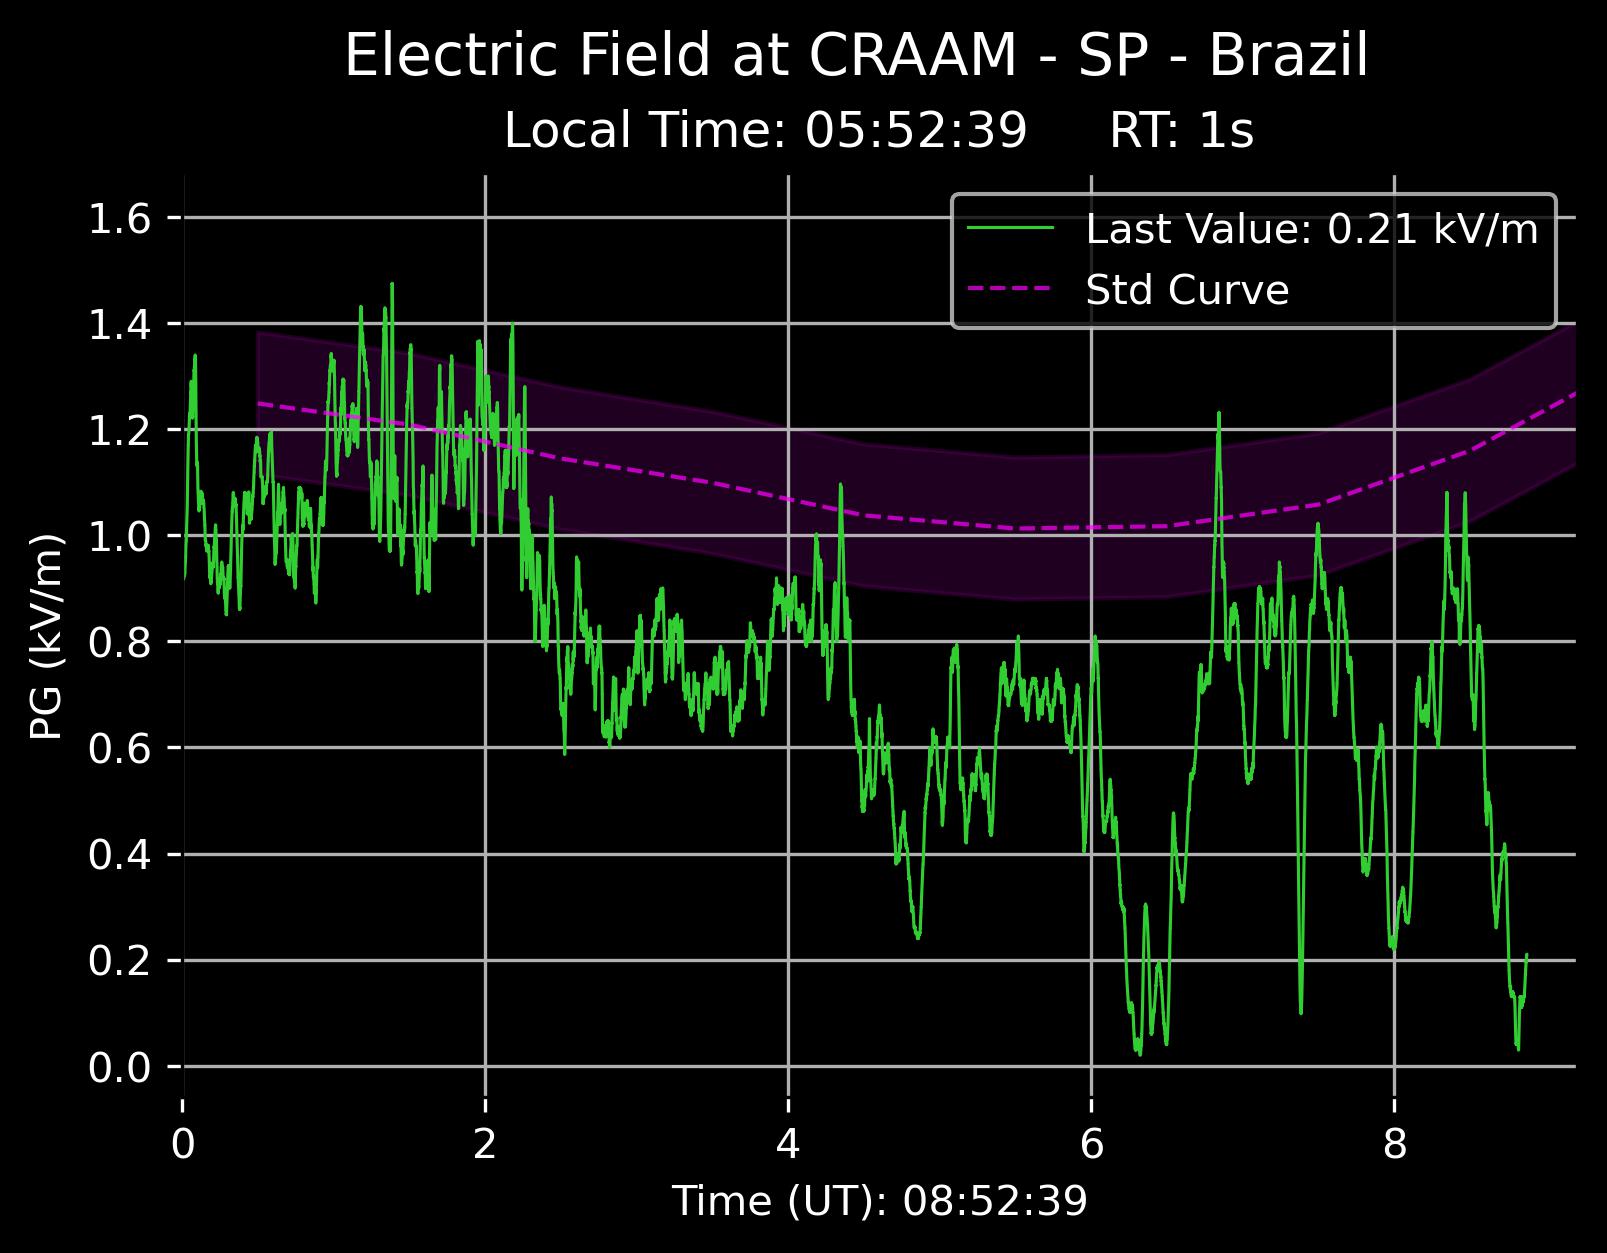 Electric Field at CRAAM - SP - Brazil
Local Time: 05:52:39 RT: 1s
Last Value: 0.21 kV/m
Std Curve
PG (kV/m)
1.6
1.4
1.2
1.0
0.8
0.6
0.4
0.2
0.0
0 2 4 6 8
Time (UT): 08:52:39